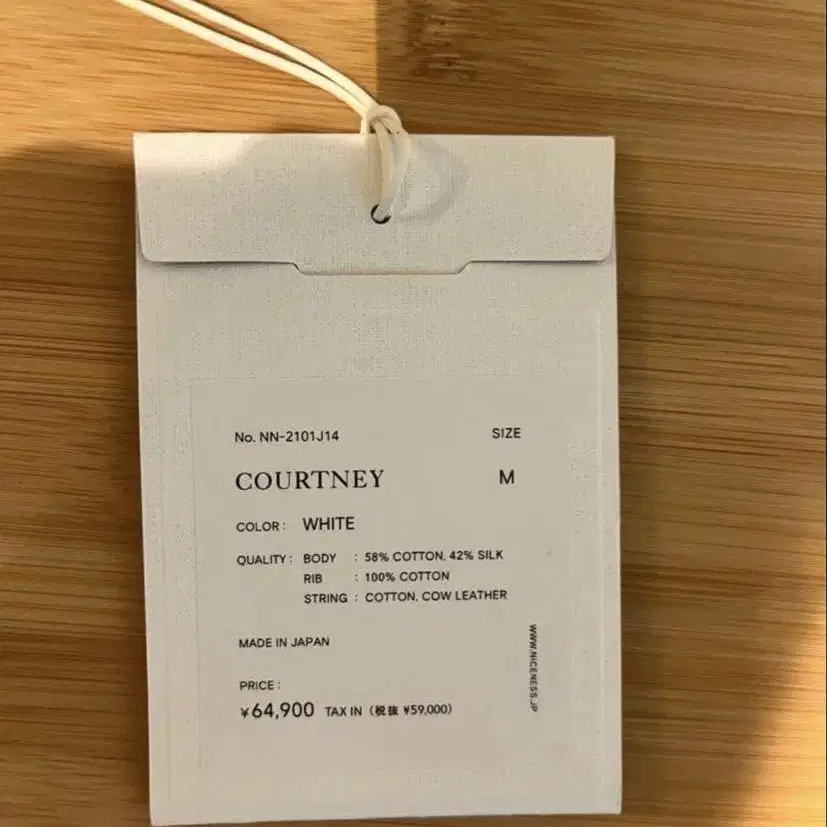 No. NN-2101J14 SIZE
COURTNEY M
COLOR : WHITE
QUALITY : BODY : 58% COTTON, 42% SILK
RIB : 100% COTTON
STRING : COTTON, COW LEATHER
MADE IN JAPAN
PRICE :
¥64,900 TAX IN (税抜 ¥59,000)
WWW.NICENESS.JP